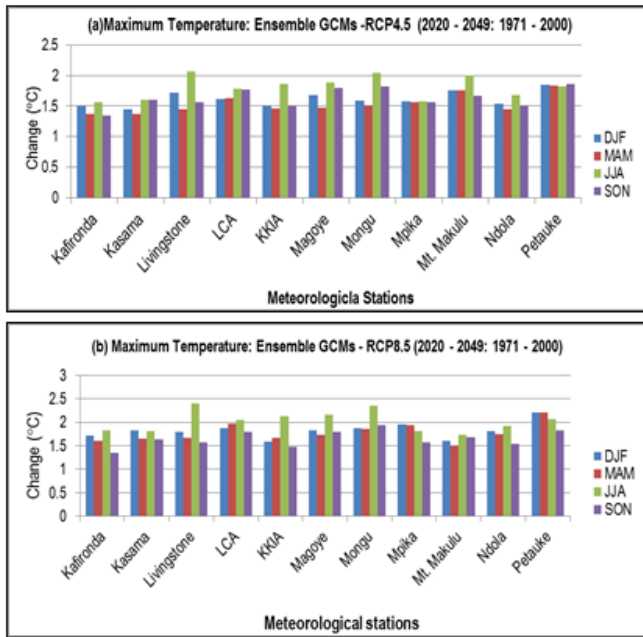 (a)Maximum Temperature: Ensemble GCMs -RCP4.5 (2020 - 2049: 1971 - 2000)
2.5
2
1.5
1
0.5
0
Change (°C)
DJF
MAM
JJA
SON
Kafironda
Kasama
Livingstone
LCA
KKIA
Magoye
Mongu
Mpika
Mt. Makulu
Ndola
Petauke
Meteorologicla Stations
(b) Maximum Temperature: Ensemble GCMs - RCP8.5 (2020 - 2049: 1971 - 2000)
3
2.5
2
1.5
1
0.5
0
Change (°C)
DJF
MAM
JJA
SON
Kafironda
Kasama
Livingstone
LCA
KKIA
Magoye
Mongu
Mpika
Mt. Makulu
Ndola
Petauke
Meteorological stations